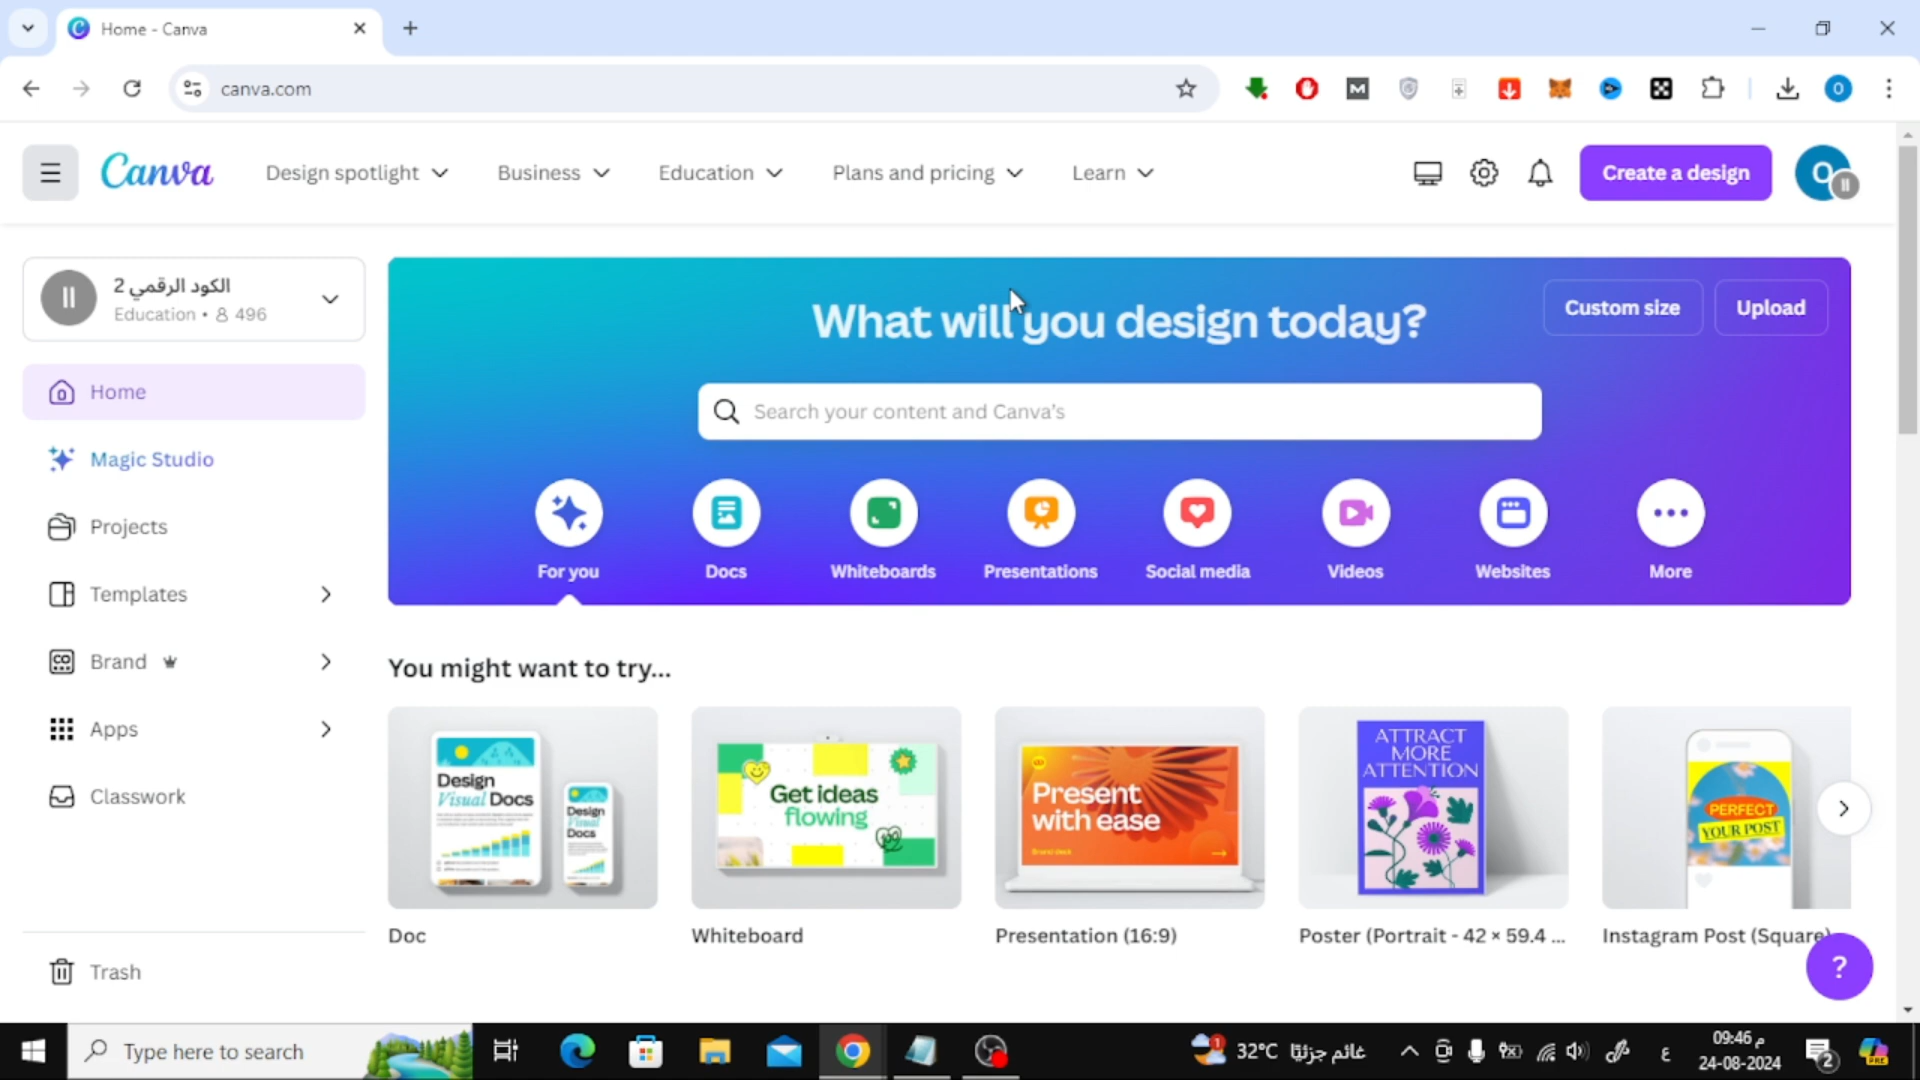 Home - Canva
canva.com
Canva
Design spotlight
Business
Education
Plans and pricing
Learn
Create a design
O
الكود الرقمي 2
Education • 496
Home
Magic Studio
Projects
Templates
Brand
Apps
Classwork
Trash
What will you design today?
Custom size
Upload
Search your content and Canva's
For you
Docs
Whiteboards
Presentations
Social media
Videos
Websites
More
You might want to try...
Design
Visual Docs
Design
Visual
Docs
Get ideas
flowing
Present
with ease
ATTRACT
MORE
ATTENTION
PERFECT
YOUR POST
Doc
Whiteboard
Presentation (16:9)
Poster (Portrait - 42 × 59.4 ...
Instagram Post (Square)
?
Type here to search
32°C غائم جزئيًا
ع
09:46 م
24-08-2024
2